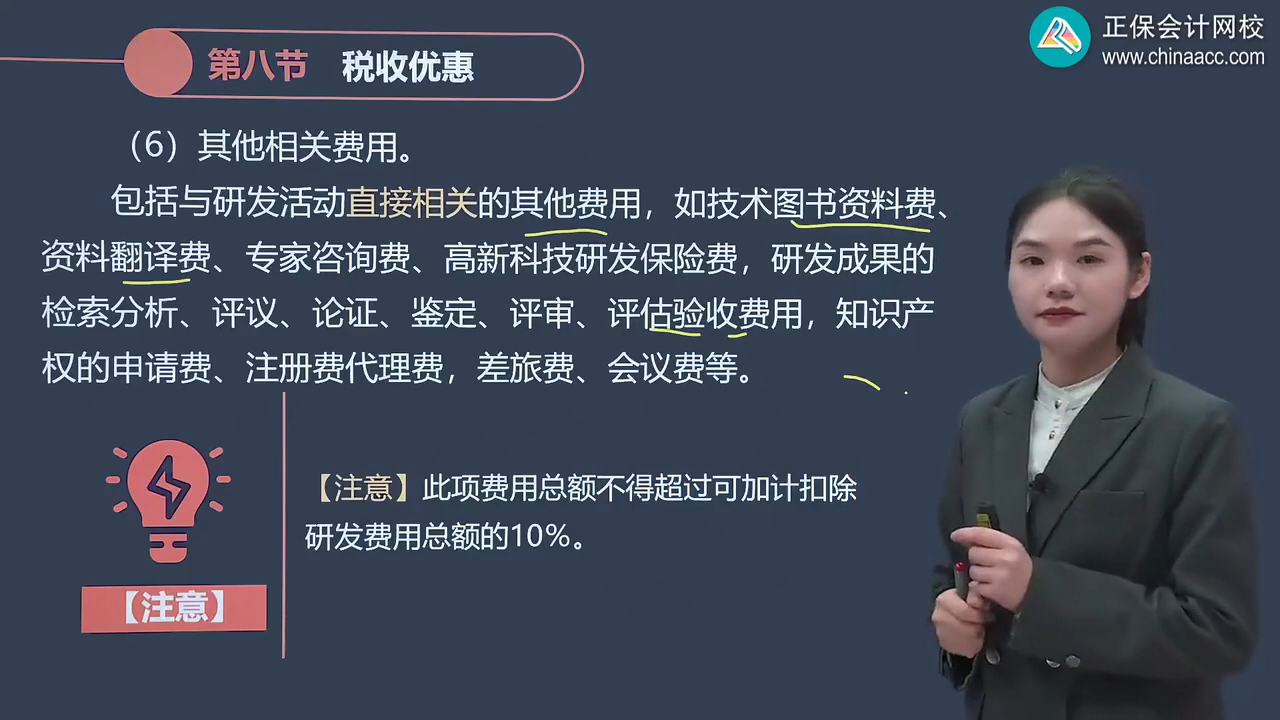 正保会计网校
www.chinaacc.com
第八节 税收优惠
（6）其他相关费用。
包括与研发活动直接相关的其他费用，如技术图书资料费、
资料翻译费、专家咨询费、高新科技研发保险费，研发成果的
检索分析、评议、论证、鉴定、评审、评估验收费用，知识产
权的申请费、注册费代理费，差旅费、会议费等。
【注意】此项费用总额不得超过可加计扣除
研发费用总额的10%。
【注意】